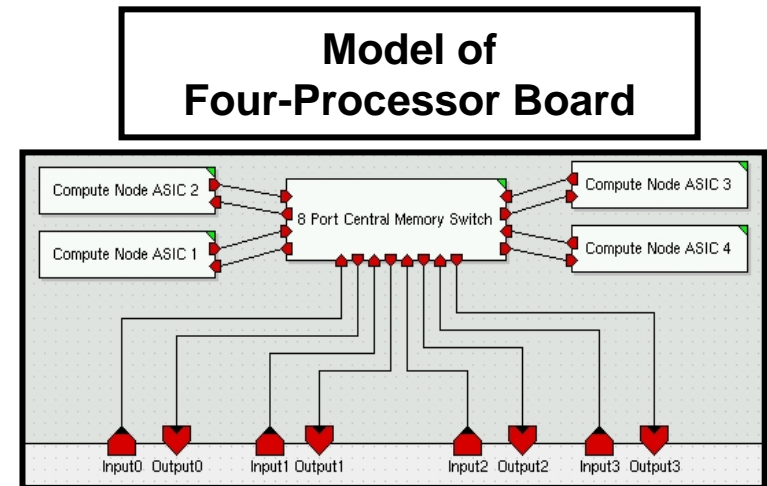 Model of
Four-Processor Board
Compute Node ASIC 2
8 Port Central Memory Switch
Compute Node ASIC 3
Compute Node ASIC 1
Compute Node ASIC 4
Input0 Output0 Input1 Output1 Input2 Output2 Input3 Output3